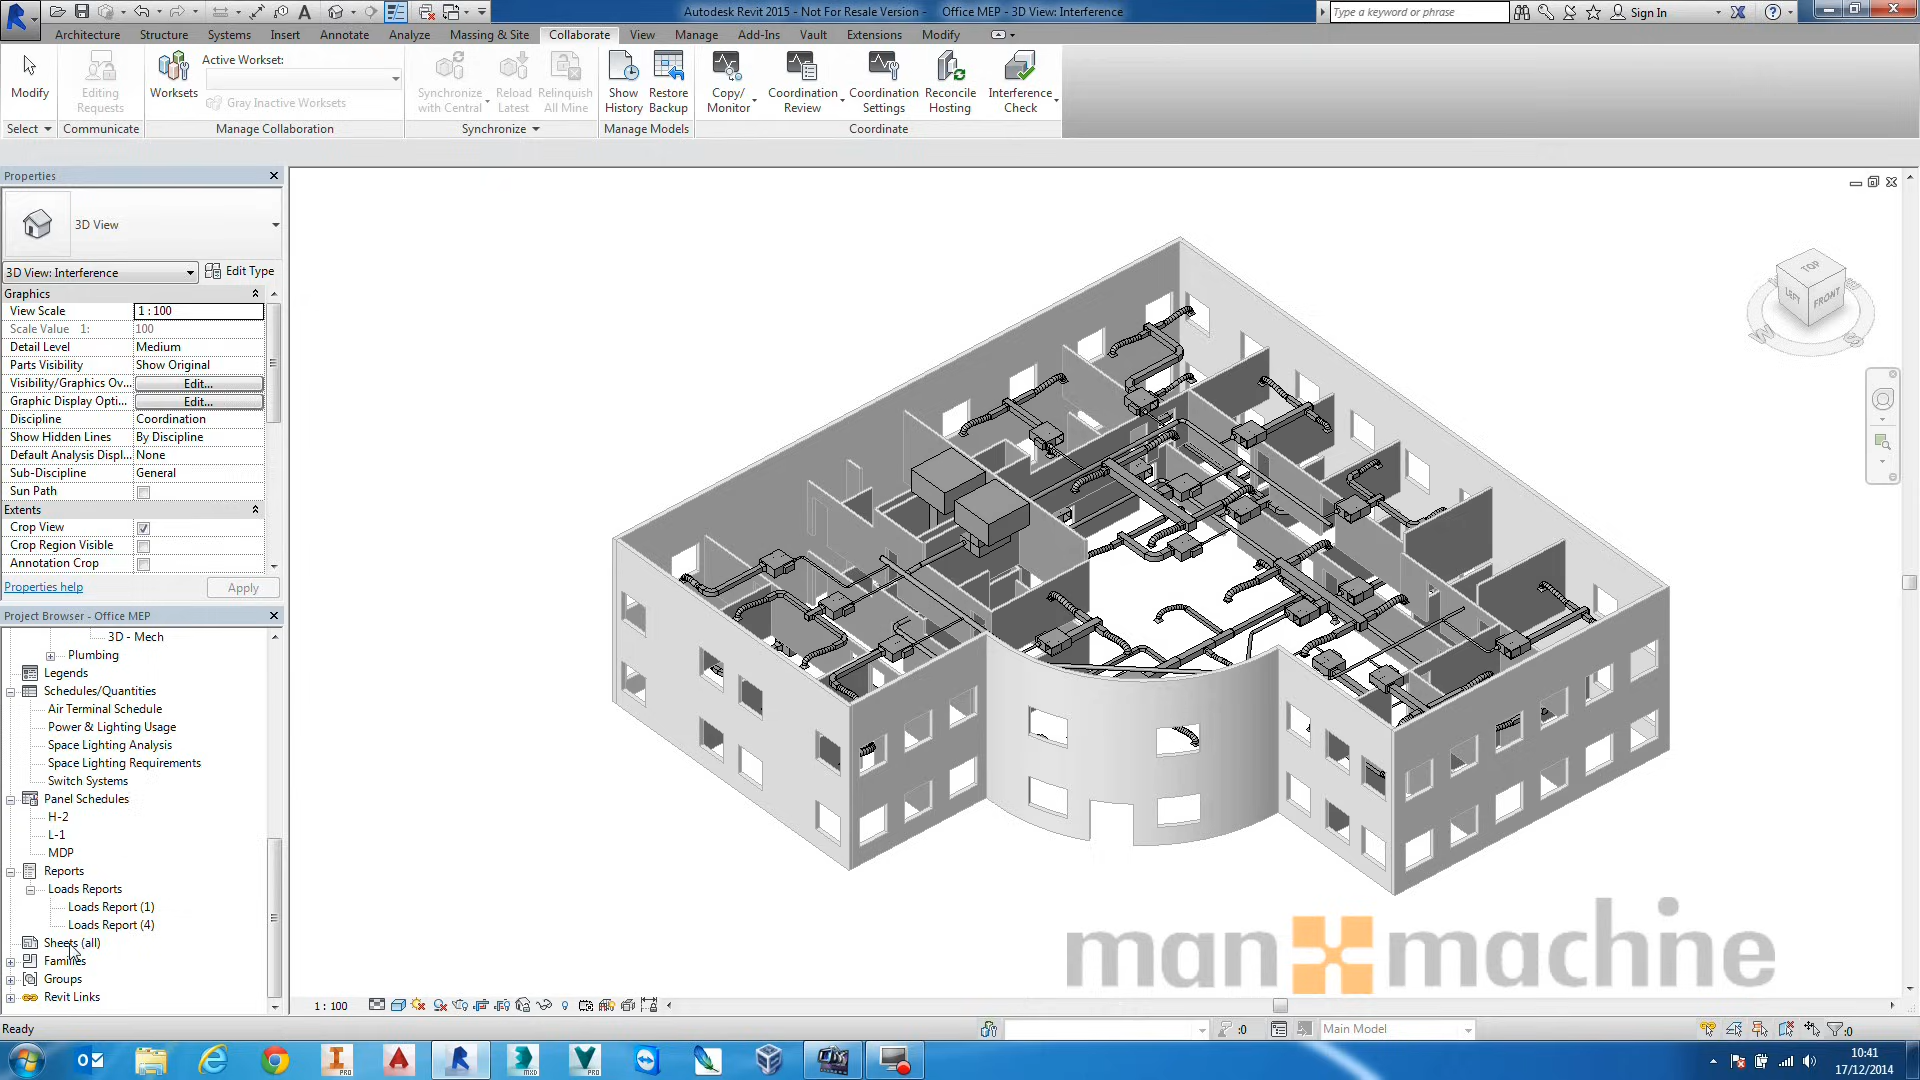 Autodesk Revit 2015 - Not For Resale Version - Office MEP - 3D View: Interference
Type a keyword or phrase
Sign In
Architecture Structure Systems Insert Annotate Analyze Massing & Site Collaborate View Manage Add-Ins Vault Extensions Modify
Modify
Editing Requests
Worksets
Active Workset:
Gray Inactive Worksets
Synchronize with Central
Reload Latest
Relinquish All Mine
Show History
Restore Backup
Copy/ Monitor
Coordination Review
Coordination Settings
Reconcile Hosting
Interference Check
Select Communicate Manage Collaboration Synchronize Manage Models Coordinate
Properties
3D View
3D View: Interference Edit Type
Graphics
View Scale 1 : 100
Scale Value 1: 100
Detail Level Medium
Parts Visibility Show Original
Visibility/Graphics Ov... Edit...
Graphic Display Opti... Edit...
Discipline Coordination
Show Hidden Lines By Discipline
Default Analysis Displ... None
Sub-Discipline General
Sun Path
Extents
Crop View
Crop Region Visible
Annotation Crop
Properties help Apply
Project Browser - Office MEP
3D - Mech
Plumbing
Legends
Schedules/Quantities
Air Terminal Schedule
Power & Lighting Usage
Space Lighting Analysis
Space Lighting Requirements
Switch Systems
Panel Schedules
H-2
L-1
MDP
Reports
Loads Reports
Loads Report (1)
Loads Report (4)
Sheets (all)
Families
Groups
Revit Links
TOP
LEFT FRONT
W S
man machine
1 : 100
Ready
:0
Main Model
:0
10:41
17/12/2014